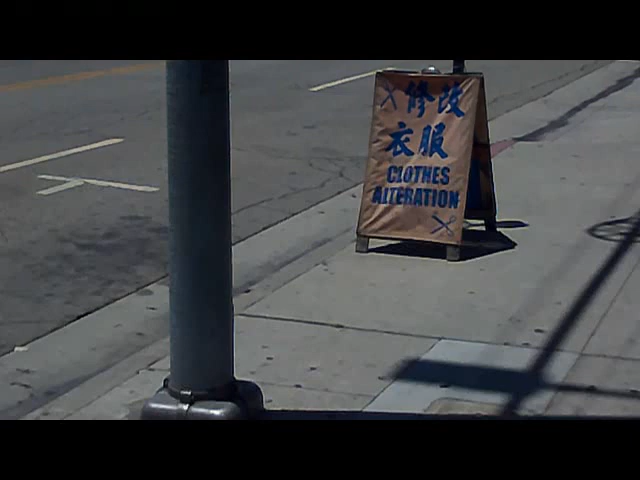 修改
衣服
CLOTHES
ALTERATION